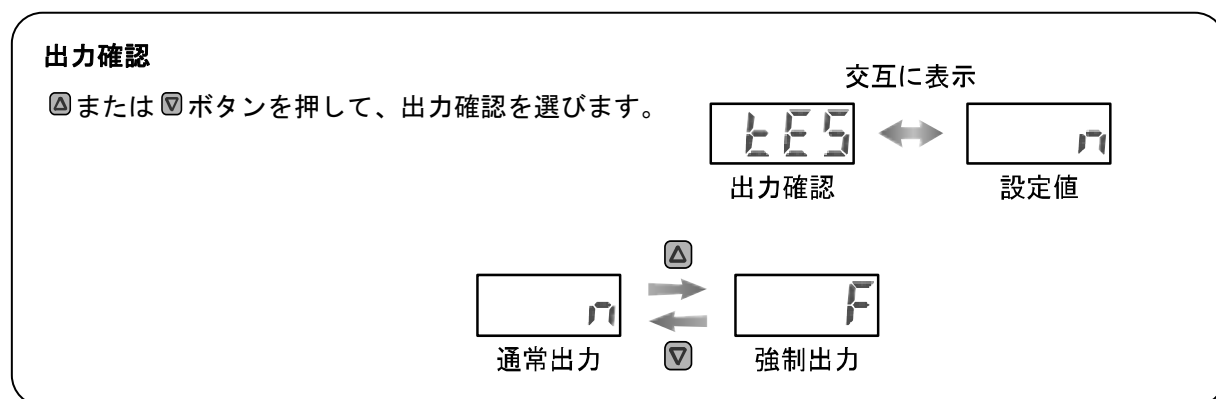 出力確認
△または▽ボタンを押して、出力確認を選びます。
交互に表示
tES n
出力確認 設定値
△
n F
▽
通常出力 強制出力